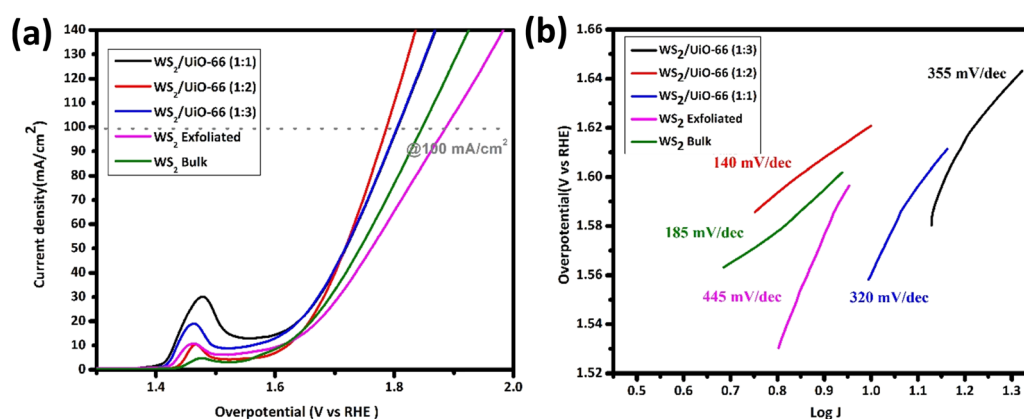 (a)
140
130
120
110
100
90
80
70
60
50
40
30
20
10
0
Current density(mA/cm²)
WS₂/UiO-66 (1:1)
WS₂/UiO-66 (1:2)
WS₂/UiO-66 (1:3)
WS₂ Exfoliated
WS₂ Bulk
@100 mA/cm²
1.4 1.6 1.8 2.0
Overpotential (V vs RHE )
(b)
1.66
1.64
1.62
1.60
1.58
1.56
1.54
1.52
Overpotential(V vs RHE)
WS₂/UiO-66 (1:3)
WS₂/UiO-66 (1:2)
WS₂/UiO-66 (1:1)
WS₂ Exfoliated
WS₂ Bulk
355 mV/dec
140 mV/dec
185 mV/dec
445 mV/dec
320 mV/dec
0.5 0.6 0.7 0.8 0.9 1.0 1.1 1.2 1.3
Log J